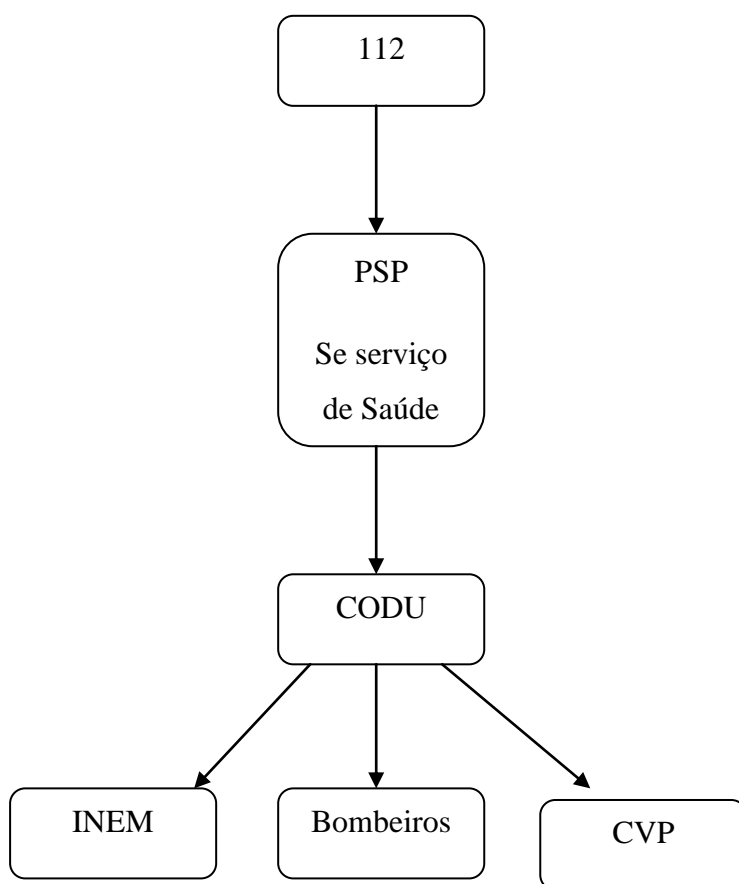 112
PSP
Se serviço
de Saúde
CODU
INEM
Bombeiros
CVP